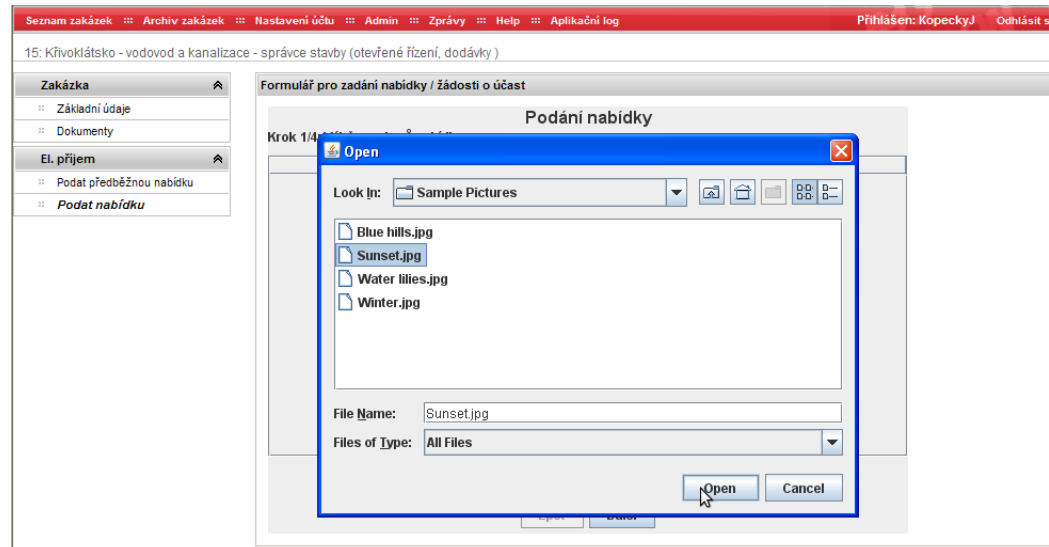 Seznam zakázek ::: Archiv zakázek ::: Nastavení účtu ::: Admin ::: Zprávy ::: Help ::: Aplikační log Přihlášen: KopeckyJ Odhlásit s
15: Křivoklátsko - vodovod a kanalizace - správce stavby (otevřené řízení, dodávky )
Zakázka
Základní údaje
Dokumenty
El. příjem
Podat předběžnou nabídku
Podat nabídku
Formulář pro zadání nabídky / žádosti o účast
Podání nabídky
Krok 1/4
Open
Look In: Sample Pictures
Blue hills.jpg
Sunset.jpg
Water lilies.jpg
Winter.jpg
File Name: Sunset.jpg
Files of Type: All Files
Open Cancel